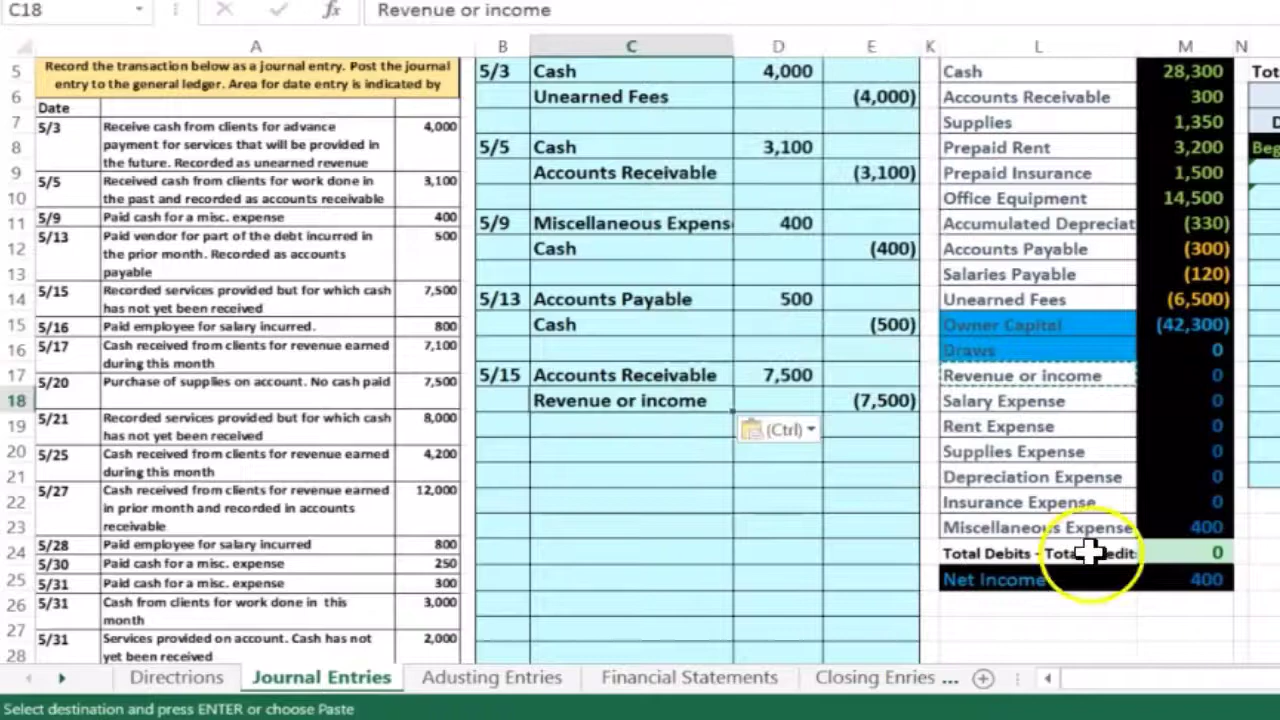 C18
fx
Revenue or income
A
B
C
D
E
K
L
M
N
5
6
7
8
9
10
11
12
13
14
15
16
17
18
19
20
21
22
23
24
25
26
27
28
Record the transaction below as a journal entry. Post the journal
entry to the general ledger. Area for date entry is indicated by
Date
5/3 Receive cash from clients for advance 4,000
payment for services that will be provided in
the future. Recorded as unearned revenue
5/5 Received cash from clients for work done in 3,100
the past and recorded as accounts receivable
5/9 Paid cash for a misc. expense 400
5/13 Paid vendor for part of the debt incurred in 500
the prior month. Recorded as accounts
payable
5/15 Recorded services provided but for which cash 7,500
has not yet been received
5/16 Paid employee for salary incurred. 800
5/17 Cash received from clients for revenue earned 7,100
during this month
5/20 Purchase of supplies on account. No cash paid 7,500
5/21 Recorded services provided but for which cash 8,000
has not yet been received
5/25 Cash received from clients for revenue earned 4,200
during this month
5/27 Cash received from clients for revenue earned 12,000
in prior month and recorded in accounts
receivable
5/28 Paid employee for salary incurred 800
5/30 Paid cash for a misc. expense 250
5/31 Paid cash for a misc. expense 300
5/31 Cash from clients for work done in this 3,000
month
5/31 Services provided on account. Cash has not 2,000
yet been received
5/3 Cash 4,000
Unearned Fees (4,000)
5/5 Cash 3,100
Accounts Receivable (3,100)
5/9 Miscellaneous Expens 400
Cash (400)
5/13 Accounts Payable 500
Cash (500)
5/15 Accounts Receivable 7,500
Revenue or income (7,500)
(Ctrl)
Cash 28,300
Accounts Receivable 300
Supplies 1,350
Prepaid Rent 3,200
Prepaid Insurance 1,500
Office Equipment 14,500
Accumulated Depreciat (330)
Accounts Payable (300)
Salaries Payable (120)
Unearned Fees (6,500)
Owner Capital (42,300)
Draws 0
Revenue or income 0
Salary Expense 0
Rent Expense 0
Supplies Expense 0
Depreciation Expense 0
Insurance Expense 0
Miscellaneous Expense 400
Total Debits - 0
Net Income 400
Tot
D
Beg
Directions Journal Entries Adusting Entries Financial Statements Closing Enries ...
Select destination and press ENTER or choose Paste